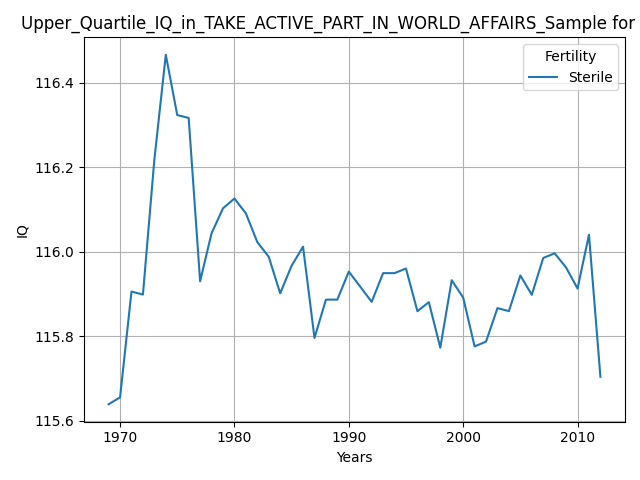 Upper_Quartile_IQ_in_TAKE_ACTIVE_PART_IN_WORLD_AFFAIRS_Sample for
Fertility
Sterile
116.4
116.2
116.0
115.8
115.6
IQ
1970 1980 1990 2000 2010
Years